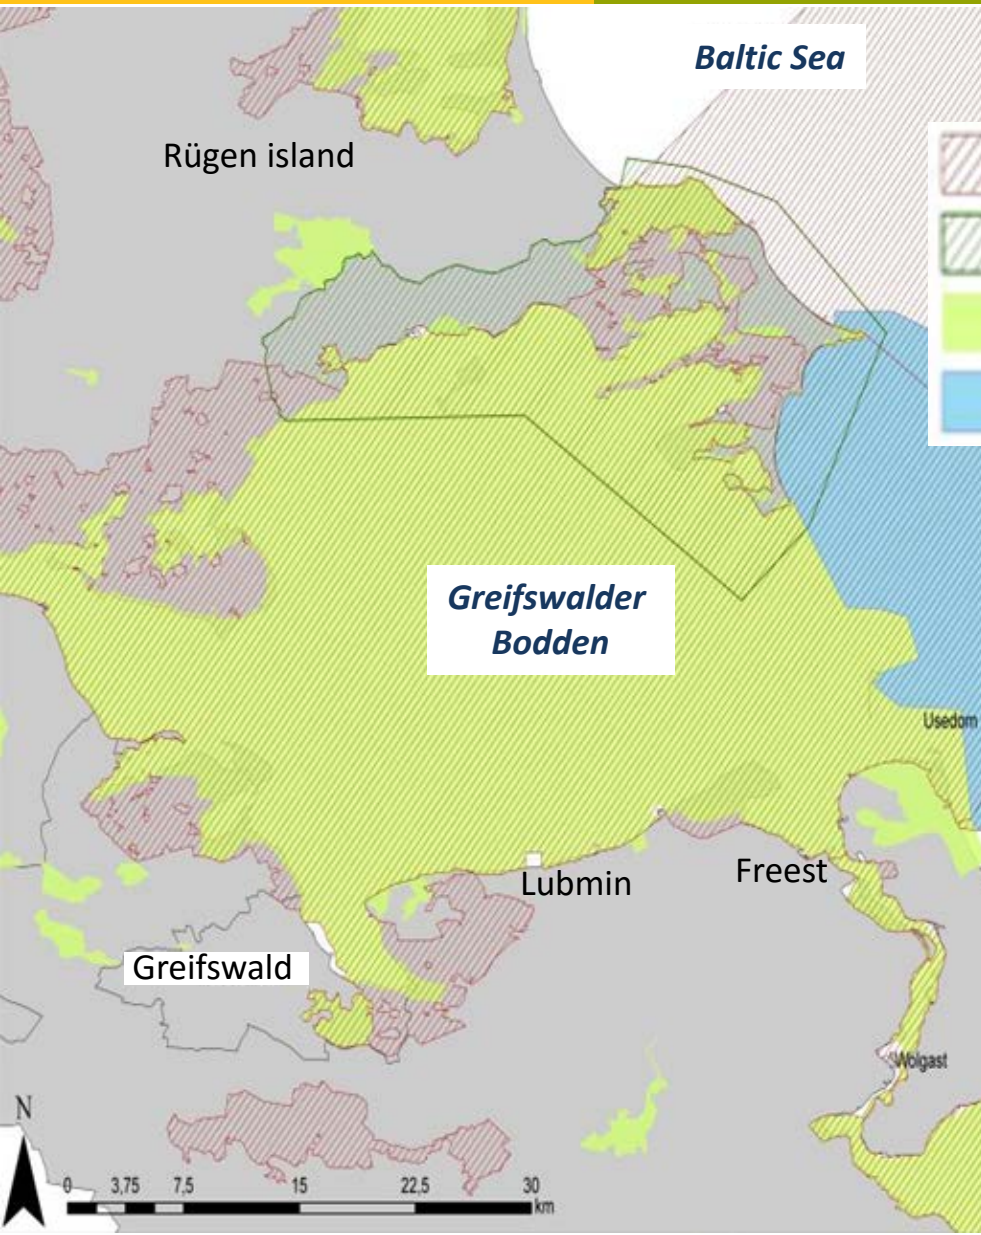 Baltic Sea
Rügen island
Greifswalder
Bodden
Usedom
Lubmin
Freest
Greifswald
Wolgast
N
0 3,75 7,5 15 22,5 30
km